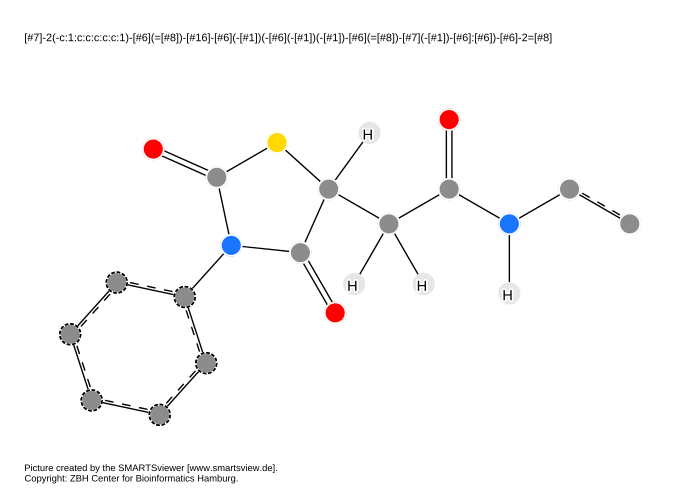 [#7]-2(-c:1:c:c:c:c:c:1)-[#6](=[#8])-[#16]-[#6](-[#1])(-[#6](-[#1])(-[#1])-[#6](=[#8])-[#7](-[#1])-[#6]:[#6])-[#6]-2=[#8]
H
H
H
H
Picture created by the SMARTSviewer [www.smartsview.de].
Copyright: ZBH Center for Bioinformatics Hamburg.